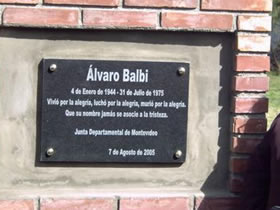 Álvaro Balbi
4 de Enero de 1944 - 31 de Julio de 1975
Vivió por la alegría, luchó por la alegría, murió por la alegría.
Que su nombre jamás se asocie a la tristeza.
Junta Departamental de Montevideo
7 de Agosto de 2005